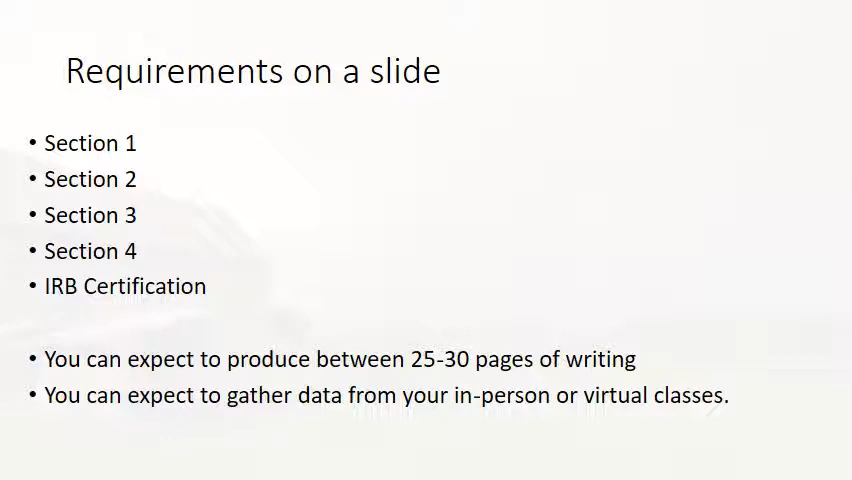 Requirements on a slide
• Section 1
• Section 2
• Section 3
• Section 4
• IRB Certification
• You can expect to produce between 25-30 pages of writing
• You can expect to gather data from your in-person or virtual classes.